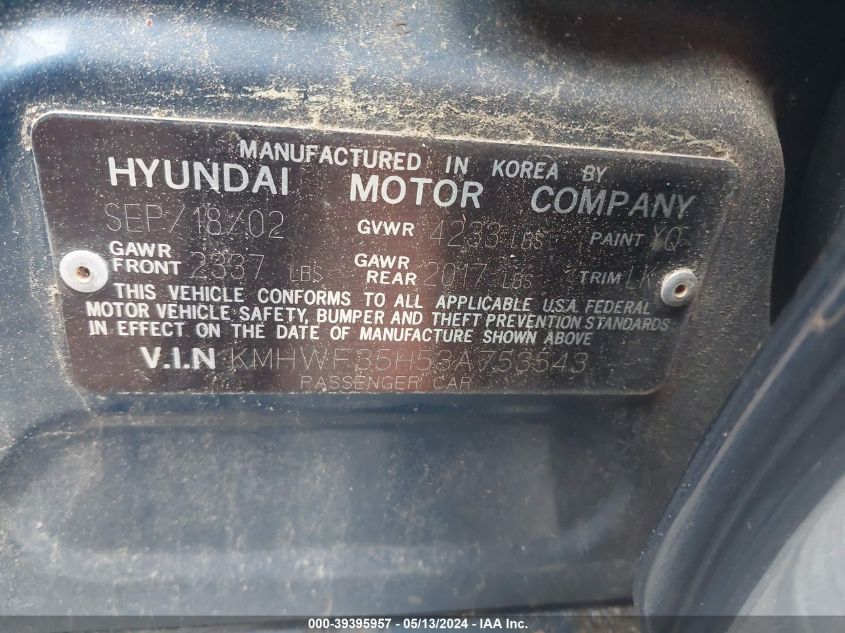 MANUFACTURED IN KOREA BY
HYUNDAI MOTOR COMPANY
SEP/18/02 GVWR 4233 LBS PAINT YQ
GAWR FRONT 2337 LBS GAWR REAR 2017 LBS TRIM LK
THIS VEHICLE CONFORMS TO ALL APPLICABLE U.S.A. FEDERAL
MOTOR VEHICLE SAFETY, BUMPER AND THEFT PREVENTION STANDARDS
IN EFFECT ON THE DATE OF MANUFACTURE SHOWN ABOVE
V.I.N KMHWF35H53A753543
PASSENGER CAR
000-39395957 - 05/13/2024 - IAA Inc.